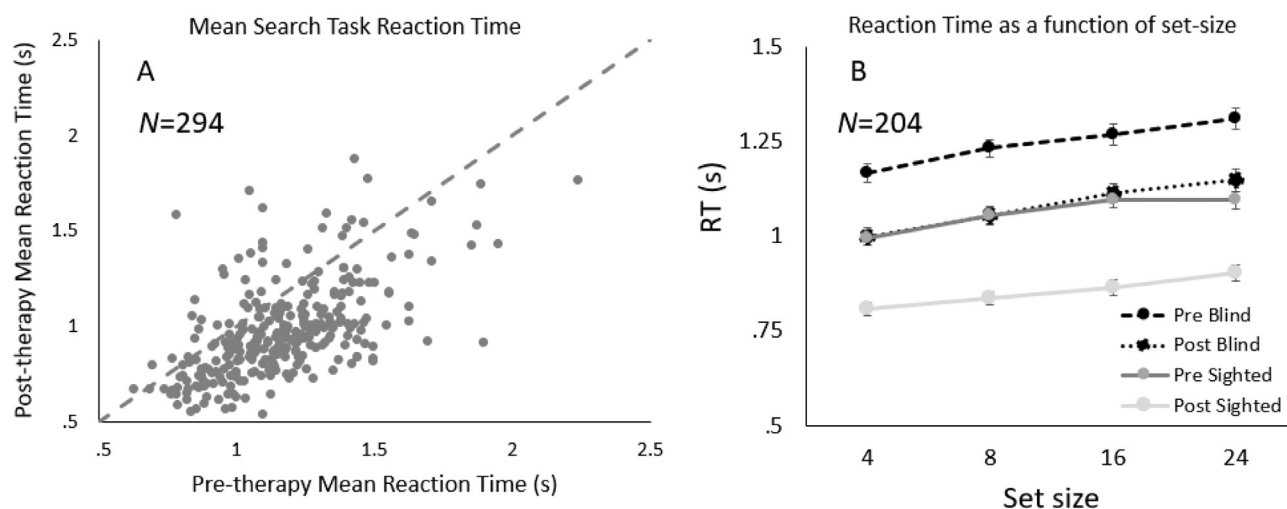 Mean Search Task Reaction Time
A
N=294
Post-therapy Mean Reaction Time (s)
2.5
2
1.5
1
.5
.5 1 1.5 2 2.5
Pre-therapy Mean Reaction Time (s)
Reaction Time as a function of set-size
B
N=204
RT (s)
1.5
1.25
1
0.75
.5
Pre Blind
Post Blind
Pre Sighted
Post Sighted
4 8 16 24
Set size